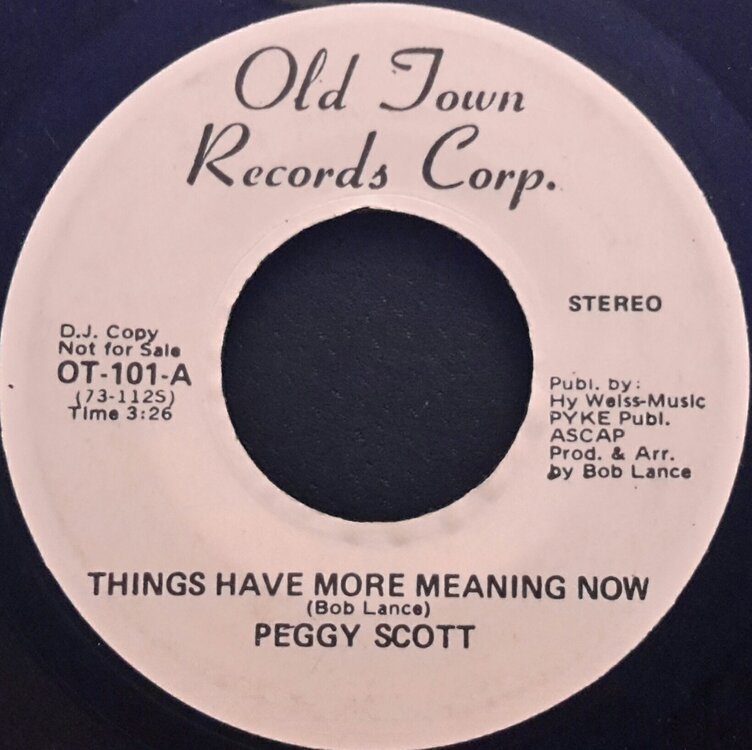 Old Town
Records Corp.
STEREO
D.J. Copy
Not for Sale
OT-101-A
(73-112S)
Time 3:26
Publ. by:
Hy Weiss-Music
PYKE Publ.
ASCAP
Prod. & Arr.
by Bob Lance
THINGS HAVE MORE MEANING NOW
(Bob Lance)
PEGGY SCOTT